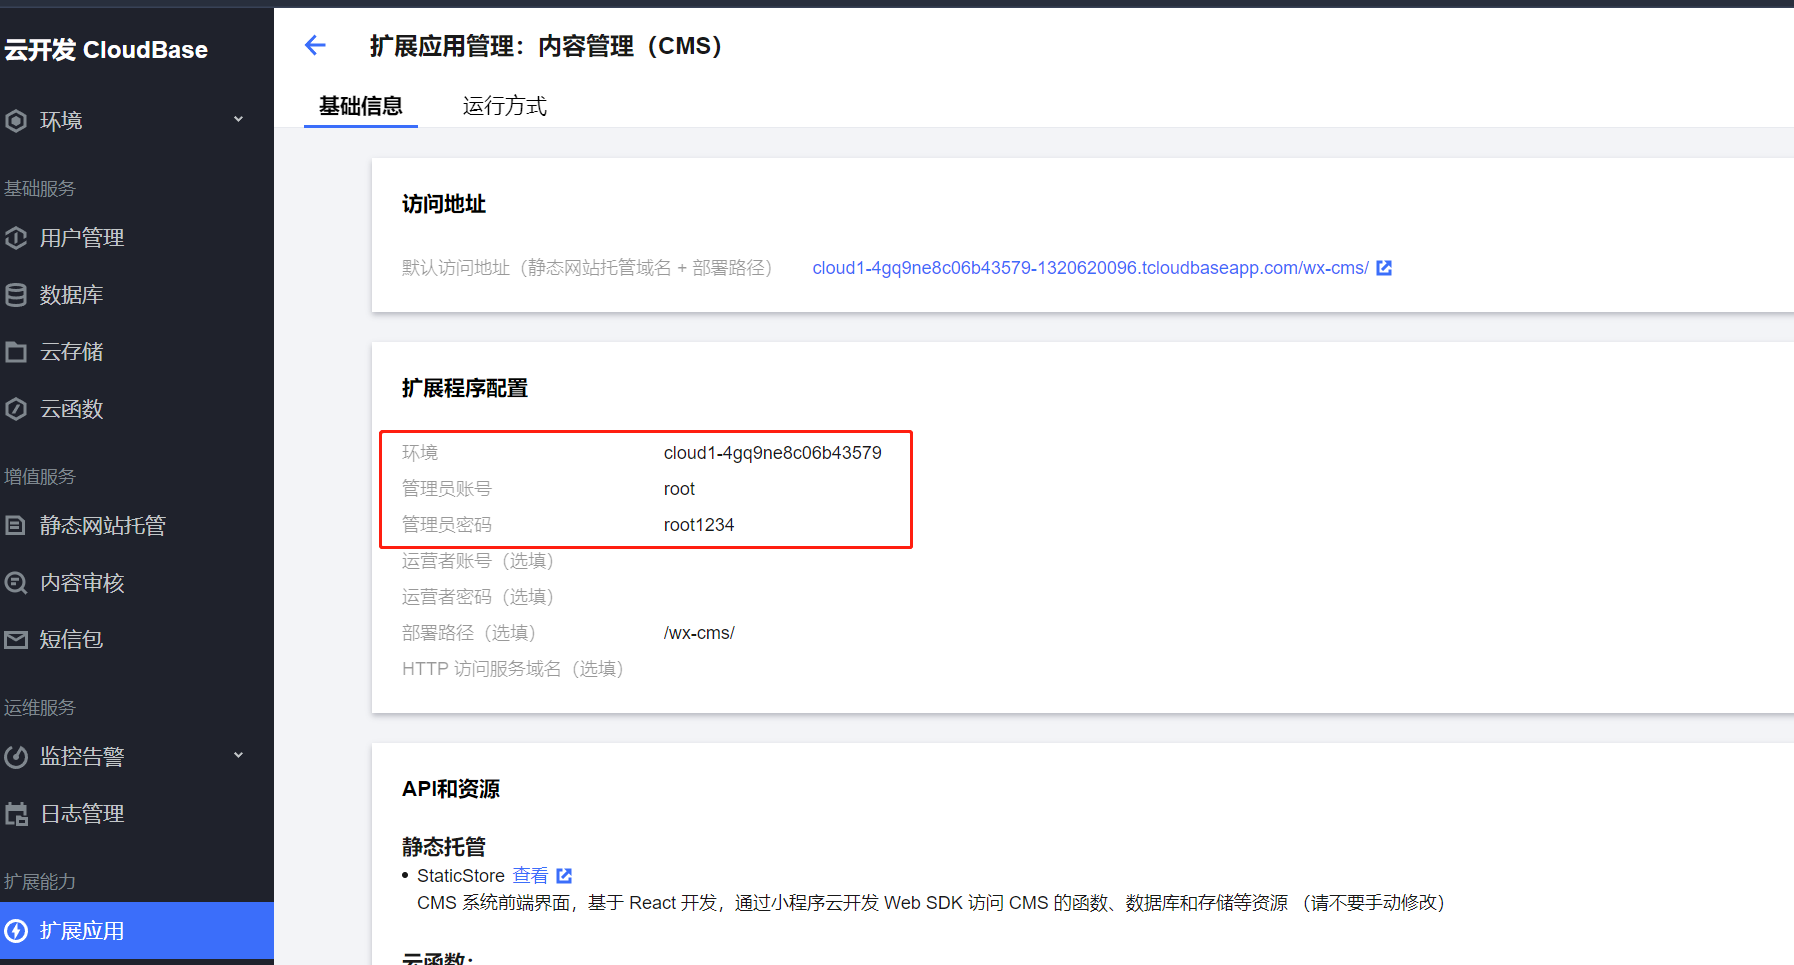 云开发 CloudBase
环境
基础服务
用户管理
数据库
云存储
云函数
增值服务
静态网站托管
内容审核
短信包
运维服务
监控告警
日志管理
扩展能力
扩展应用
扩展应用管理：内容管理（CMS）
基础信息 运行方式
访问地址
默认访问地址（静态网站托管域名 + 部署路径） cloud1-4gq9ne8c06b43579-1320620096.tcloudbaseapp.com/wx-cms/
扩展程序配置
环境 cloud1-4gq9ne8c06b43579
管理员账号 root
管理员密码 root1234
运营者账号（选填）
运营者密码（选填）
部署路径（选填） /wx-cms/
HTTP 访问服务域名（选填）
API和资源
静态托管
• StaticStore 查看
CMS 系统前端界面，基于 React 开发，通过小程序云开发 Web SDK 访问 CMS 的函数、数据库和存储等资源 （请不要手动修改）
云函数：